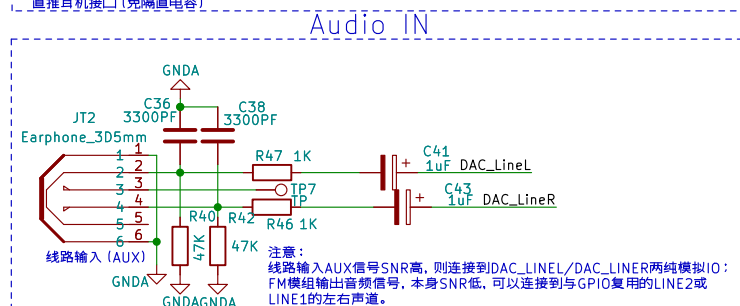 直推耳机接口(免隔直电容)
Audio IN
GNDA
JT2
C36
3300PF
C38
3300PF
Earphone_3D5mm
1 1
2 2
3 3
4 4
5 5
6 6
R47 1K
C41
1uF DAC_LineL
TP7
TP
C43
1uF DAC_LineR
R40
47K
R42
47K
R46 1K
线路输入 (AUX)
GNDA
GNDA
GNDA
注意:
线路输入AUX信号SNR高, 则连接到DAC_LINEL/DAC_LINER两纯模拟IO;
FM模组输出音频信号, 本身SNR低, 可以连接到与GPIO复用的LINE2或
LINE1的左右声道。